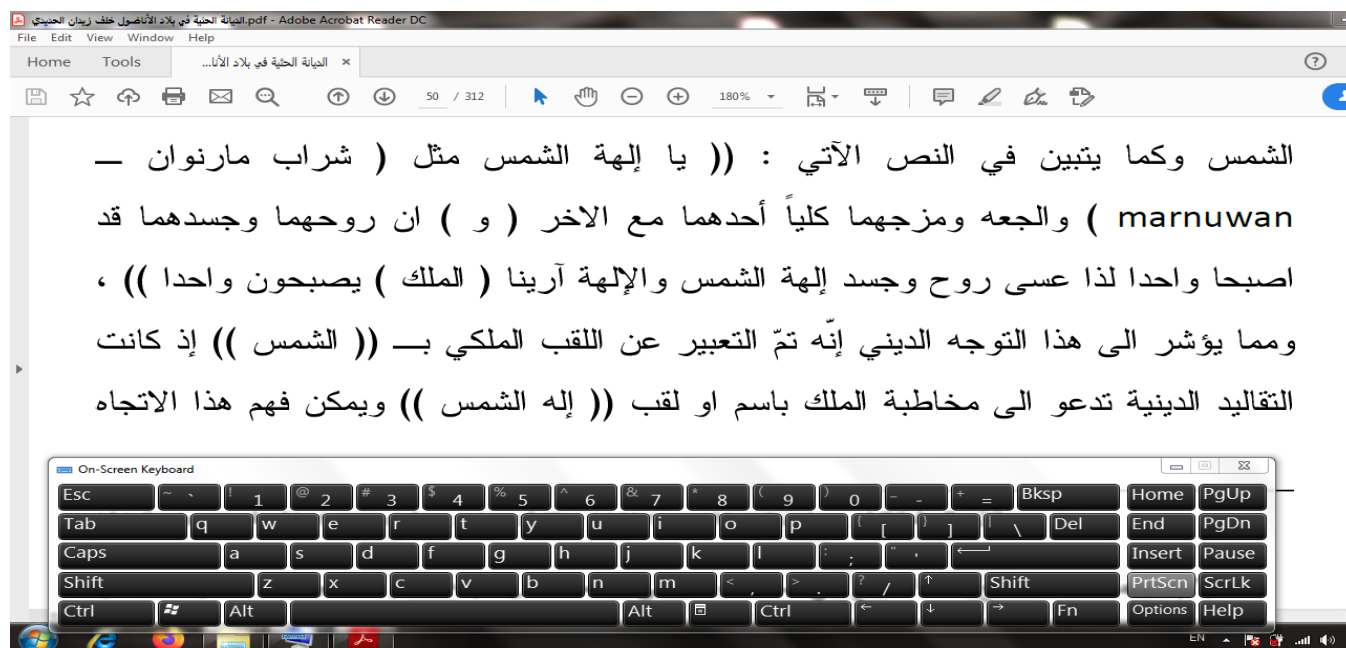 الديانة الحثية في بلاد الأناضول خلف زيدان الحديدي.pdf - Adobe Acrobat Reader DC
File Edit View Window Help
Home Tools الديانة الحثية في بلاد الأنا... ×
50 / 312 180%
الشمس وكما يتبين في النص الآتي : (( يا إلهة الشمس مثل ( شراب مارنوان –
marnuwan ) والجعه ومزجهما كلياً أحدهما مع الاخر ( و ) ان روحهما وجسدهما قد
اصبحا واحدا لذا عسى روح وجسد إلهة الشمس والإلهة آرينا ( الملك ) يصبحون واحدا )) ،
ومما يؤشر الى هذا التوجه الديني إنّه تمّ التعبير عن اللقب الملكي بــ (( الشمس )) إذ كانت
التقاليد الدينية تدعو الى مخاطبة الملك باسم او لقب (( إله الشمس )) ويمكن فهم هذا الاتجاه
On-Screen Keyboard
Esc ~ ` ! 1 @ 2 # 3 $ 4 % 5 ^ 6 & 7 * 8 ( 9 ) 0 _ - + = Bksp Home PgUp
Tab q w e r t y u i o p { [ } ] | \ Del End PgDn
Caps a s d f g h j k l : ; " ' Insert Pause
Shift z x c v b n m < , > . ? / ↑ Shift PrtScn ScrLk
Ctrl Alt Alt Ctrl ← ↓ → Fn Options Help
EN